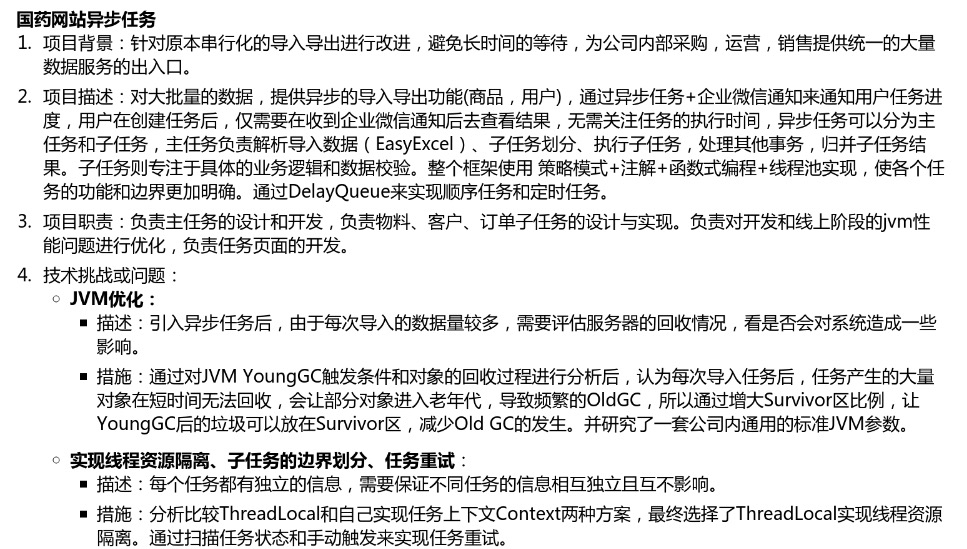 国药网站异步任务
1. 项目背景：针对原本串行化的导入导出进行改进，避免长时间的等待，为公司内部采购，运营，销售提供统一的大量
数据服务的出入口。
2. 项目描述：对大批量的数据，提供异步的导入导出功能(商品，用户)，通过异步任务+企业微信通知来通知用户任务进
度，用户在创建任务后，仅需要在收到企业微信通知后去查看结果，无需关注任务的执行时间，异步任务可以分为主
任务和子任务，主任务负责解析导入数据（EasyExcel）、子任务划分、执行子任务，处理其他事务，归并子任务结
果。子任务则专注于具体的业务逻辑和数据校验。整个框架使用 策略模式+注解+函数式编程+线程池实现，使各个任
务的功能和边界更加明确。通过DelayQueue来实现顺序任务和定时任务。
3. 项目职责：负责主任务的设计和开发，负责物料、客户、订单子任务的设计与实现。负责对开发和线上阶段的jvm性
能问题进行优化，负责任务页面的开发。
4. 技术挑战或问题：
○ JVM优化：
■ 描述：引入异步任务后，由于每次导入的数据量较多，需要评估服务器的回收情况，看是否会对系统造成一些
影响。
■ 措施：通过对JVM YoungGC触发条件和对象的回收过程进行分析后，认为每次导入任务后，任务产生的大量
对象在短时间无法回收，会让部分对象进入老年代，导致频繁的OldGC，所以通过增大Survivor区比例，让
YoungGC后的垃圾可以放在Survivor区，减少Old GC的发生。并研究了一套公司内通用的标准JVM参数。
○ 实现线程资源隔离、子任务的边界划分、任务重试：
■ 描述：每个任务都有独立的信息，需要保证不同任务的信息相互独立且互不影响。
■ 措施：分析比较ThreadLocal和自己实现任务上下文Context两种方案，最终选择了ThreadLocal实现线程资源
隔离。通过扫描任务状态和手动触发来实现任务重试。